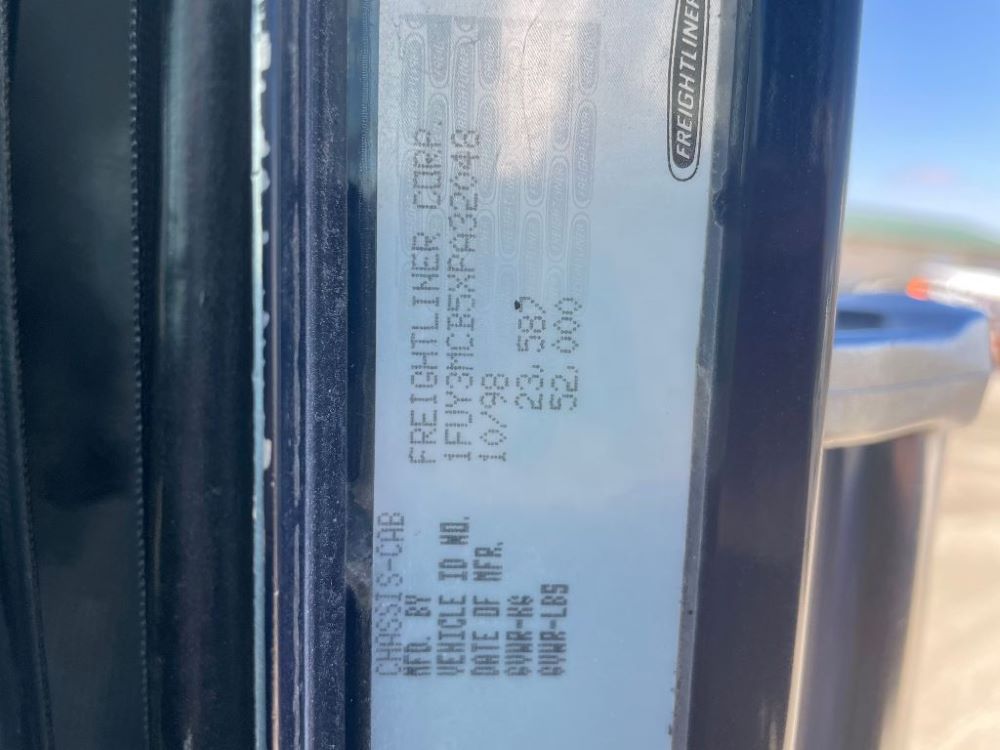 FREIGHTLINER
CHASSIS-CAB
MFD. BY FREIGHTLINER CORP.
VEHICLE ID NO. 1FUY3MCB5XPA32048
DATE OF MFR. 10/98
GVWR-KG 23,587
GVWR-LBS 52,000